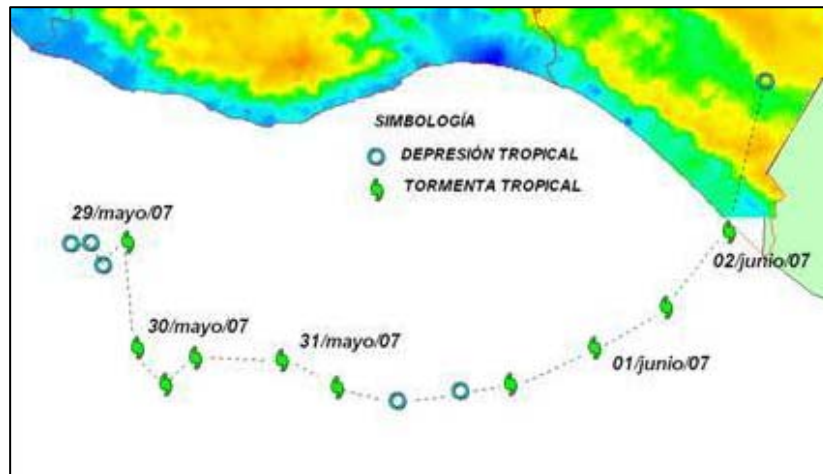 SIMBOLOGÍA
DEPRESIÓN TROPICAL
TORMENTA TROPICAL
29/mayo/07
02/junio/07
30/mayo/07
31/mayo/07
01/junio/07